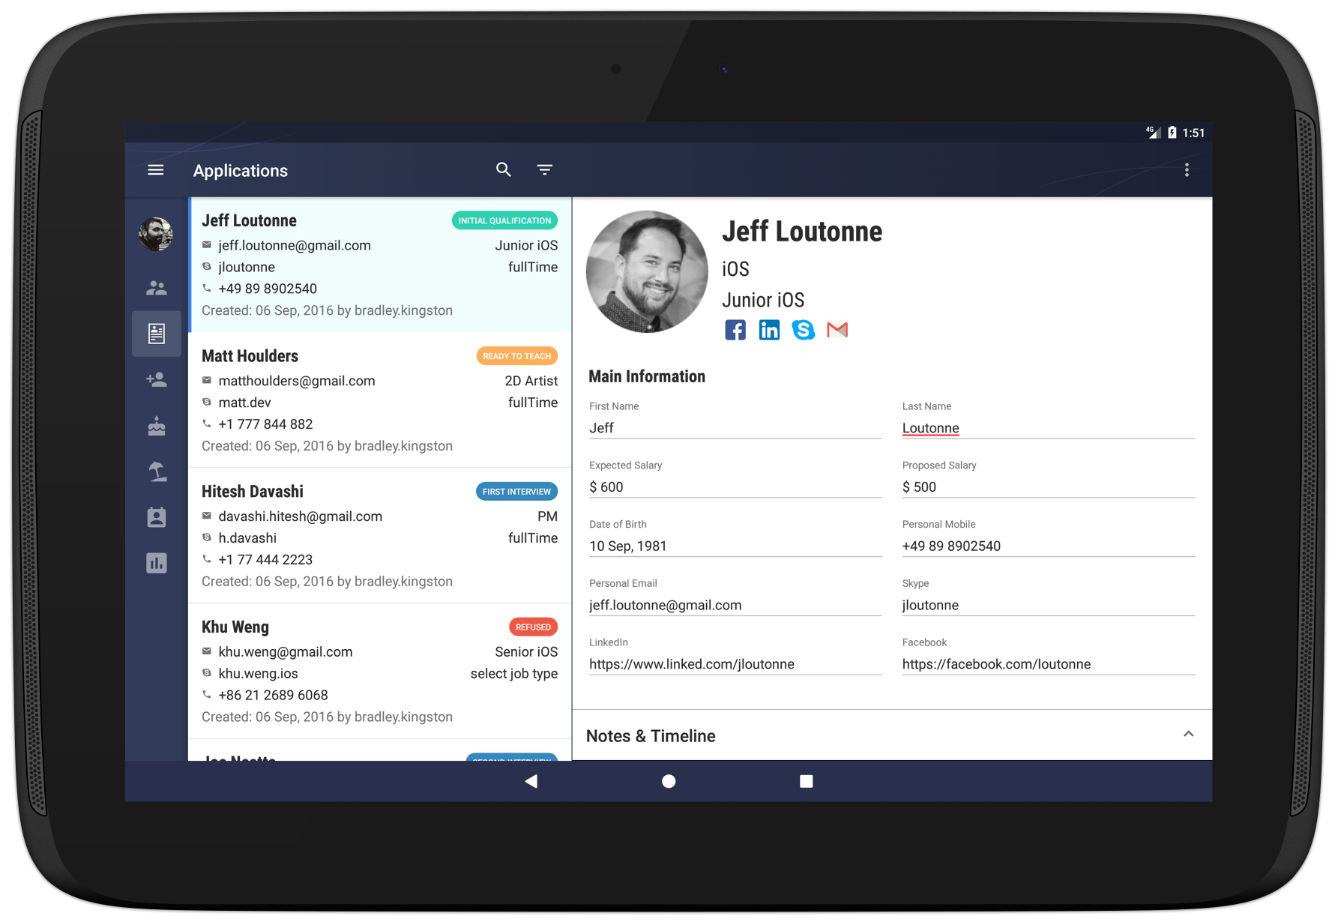 4G 1:51
Applications
Jeff Loutonne INITIAL QUALIFICATION
jeff.loutonne@gmail.com Junior iOS
jloutonne fullTime
+49 89 8902540
Created: 06 Sep, 2016 by bradley.kingston
Matt Houlders READY TO TEACH
matthoulders@gmail.com 2D Artist
matt.dev fullTime
+1 777 844 882
Created: 06 Sep, 2016 by bradley.kingston
Hitesh Davashi FIRST INTERVIEW
davashi.hitesh@gmail.com PM
h.davashi fullTime
+1 77 444 2223
Created: 06 Sep, 2016 by bradley.kingston
Khu Weng REFUSED
khu.weng@gmail.com Senior iOS
khu.weng.ios select job type
+86 21 2689 6068
Created: 06 Sep, 2016 by bradley.kingston
SECOND INTERVIEW
Jeff Loutonne
iOS
Junior iOS
Main Information
First Name Last Name
Jeff Loutonne
Expected Salary Proposed Salary
$ 600 $ 500
Date of Birth Personal Mobile
10 Sep, 1981 +49 89 8902540
Personal Email Skype
jeff.loutonne@gmail.com jloutonne
LinkedIn Facebook
https://www.linked.com/jloutonne https://facebook.com/loutonne
Notes & Timeline